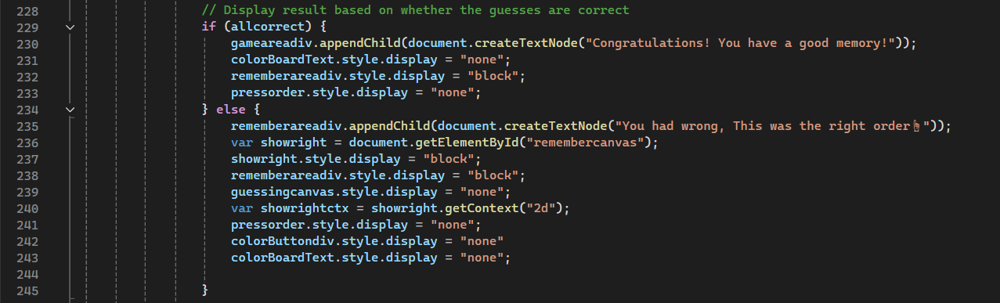 228 // Display result based on whether the guesses are correct
229 if (allcorrect) {
230 gameareadiv.appendChild(document.createTextNode("Congratulations! You have a good memory!"));
231 colorBoardText.style.display = "none";
232 rememberareadiv.style.display = "block";
233 pressorder.style.display = "none";
234 } else {
235 rememberareadiv.appendChild(document.createTextNode("You had wrong, This was the right order☝"));
236 var showright = document.getElementById("remembercanvas");
237 showright.style.display = "block";
238 rememberareadiv.style.display = "block";
239 guessingcanvas.style.display = "none";
240 var showrightctx = showright.getContext("2d");
241 pressorder.style.display = "none";
242 colorButtondiv.style.display = "none"
243 colorBoardText.style.display = "none";
244
245 }